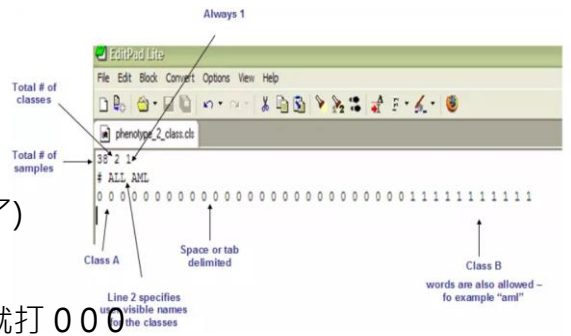 Always 1
EditPad Lite
Total # of
classes
File Edit Block Convert Options View Help
phenotype_2_class.cls
Total # of
samples
38 2 1
# ALL AML
0 0 0 0 0 0 0 0 0 0 0 0 0 0 0 0 0 0 0 0 0 0 0 0 0 0 0 1 1 1 1 1 1 1 1 1 1 1
了)
Class A
Space or tab
delimited
Class B
words are also allowed –
fo example “aml”
Line 2 specifies
user visible names
for the classes
就打 0 0 0